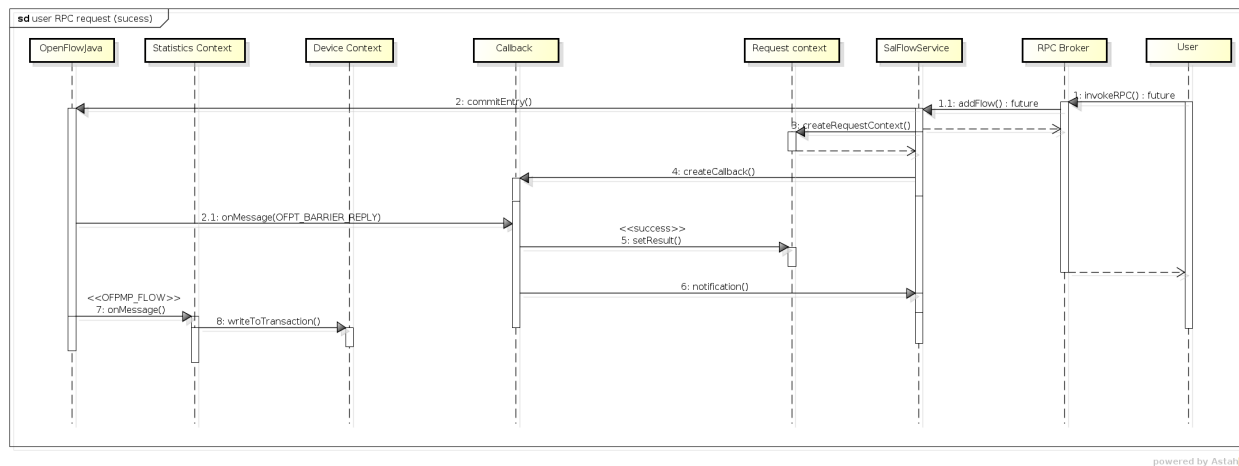 sd user RPC request (sucess)
OpenFlowJava
Statistics Context
Device Context
Callback
Request context
SalFlowService
RPC Broker
User
1: invokeRPC() : future
2: commitEntry()
1.1: addFlow() : future
3: createRequestContext()
4: createCallback()
2.1: onMessage(OFPT_BARRIER_REPLY)
<<success>>
5: setResult()
6: notification()
<<OFPMP_FLOW>>
7: onMessage()
8: writeToTransaction()
powered by Astah